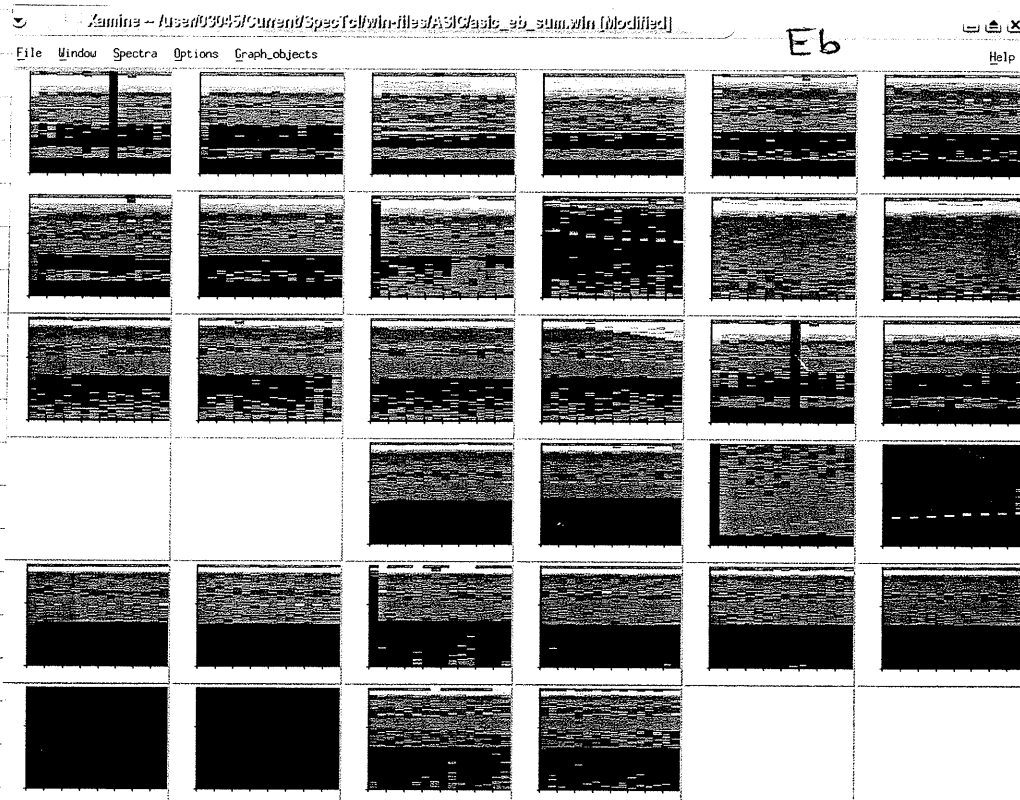 Xamine -- /user/03045/Current/SpecTcl/win-files/ASIC/asic_eb_sum.win [Modified]
Eb
File Window Spectra Options Graph_objects Help